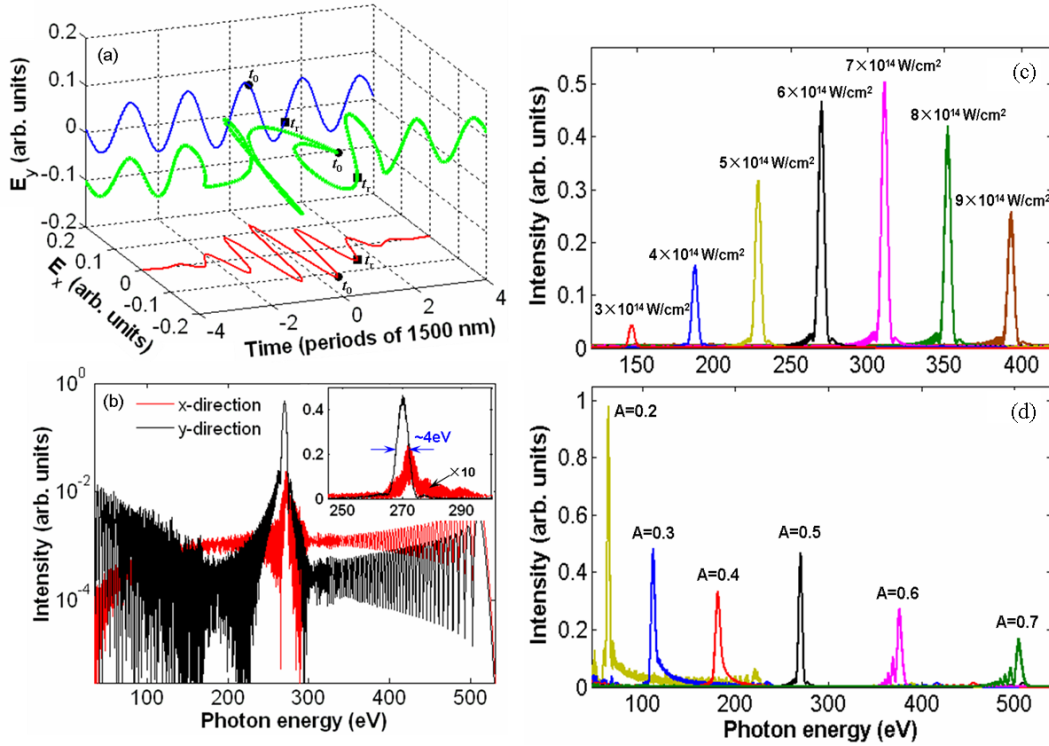 (a)
0.2
0.1
0
-0.1
-0.2
E_y (arb. units)
t_0
t_r
t_0
t_r
t_r
t_0
0.2
0.1
0
-0.1
-0.2
E_x (arb. units)
-4
-2
0
2
4
Time (periods of 1500 nm)
(b)
x-direction
y-direction
10^0
10^-2
10^-4
Intensity (arb. units)
100
200
300
400
500
Photon energy (eV)
0.4
0.2
0
~4eV
×10
250
270
290
(c)
0.5
0.4
0.3
0.2
0.1
0
Intensity (arb. units)
3×10^14 W/cm^2
4×10^14 W/cm^2
5×10^14 W/cm^2
6×10^14 W/cm^2
7×10^14 W/cm^2
8×10^14 W/cm^2
9×10^14 W/cm^2
150
200
250
300
350
400
(d)
1
0.8
0.6
0.4
0.2
0
Intensity (arb. units)
A=0.2
A=0.3
A=0.4
A=0.5
A=0.6
A=0.7
100
200
300
400
500
Photon energy (eV)